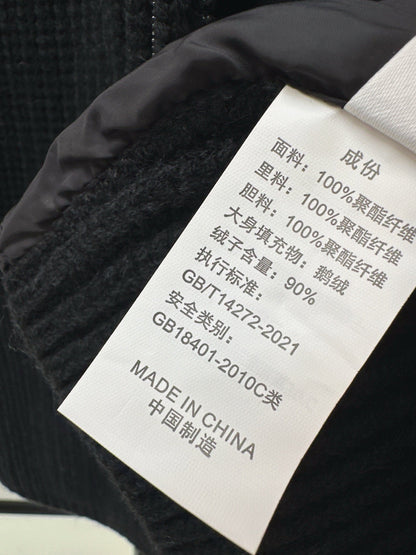 成份
面料：100%聚酯纤维
里料：100%聚酯纤维
胆料：100%聚酯纤维
大身填充物：鹅绒
绒子含量：90%
执行标准：
GB/T14272-2021
安全类别：
GB18401-2010C类
MADE IN CHINA
中国制造